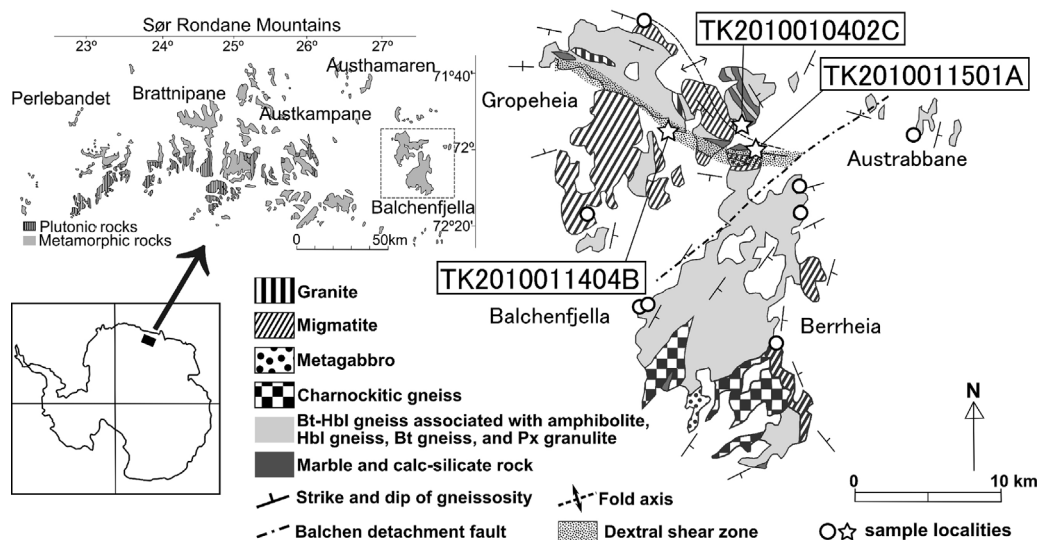 Sør Rondane Mountains
23°
24°
25°
26°
27°
Austhamaren
71°40'
Perlebandet
Brattnipane
Austkampane
72°
Balchenfjella
72°20'
Plutonic rocks
Metamorphic rocks
0
50km
TK2010010402C
TK2010011501A
Gropeheia
Austrabbane
TK2010011404B
Balchenfjella
Berrheia
Granite
Migmatite
Metagabbro
Charnockitic gneiss
Bt-Hbl gneiss associated with amphibolite,
Hbl gneiss, Bt gneiss, and Px granulite
Marble and calc-silicate rock
Strike and dip of gneissosity
Fold axis
Balchen detachment fault
Dextral shear zone
sample localities
N
0
10 km